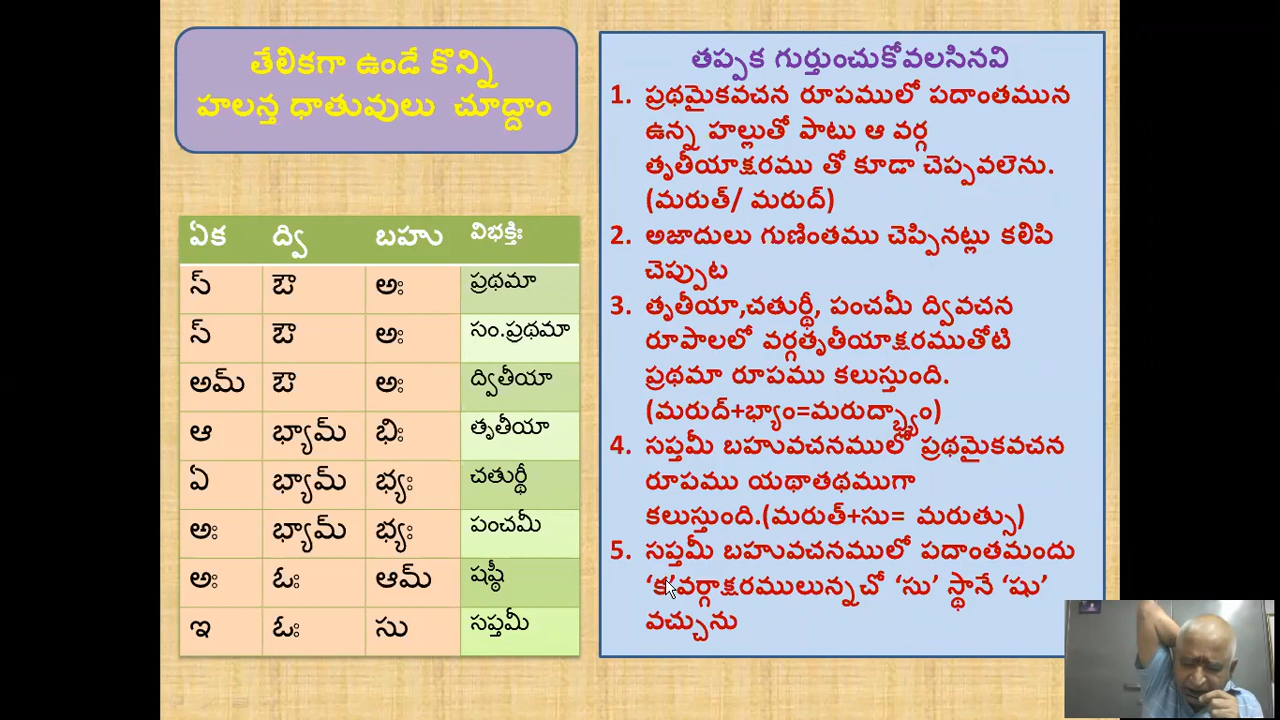 తేలికగా ఉండే కొన్ని
హలన్త ధాతువులు చూద్దాం
ఏక ద్వి బహు విభక్తిః
స్ ఔ అః ప్రథమా
స్ ఔ అః సం.ప్రథమా
అమ్ ఔ అః ద్వితీయా
ఆ భ్యామ్ భిః తృతీయా
ఏ భ్యామ్ భ్యః చతుర్థీ
అః భ్యామ్ భ్యః పంచమీ
అః ఓః ఆమ్ షష్ఠీ
ఇ ఓః సు సప్తమీ
తప్పక గుర్తుంచుకోవలసినవి
1. ప్రథమైకవచన రూపములో పదాంతమున
ఉన్న హల్లుతో పాటు ఆ వర్గ
తృతీయాక్షరము తో కూడా చెప్పవలెను.
(మరుత్/ మరుద్)
2. అజాదులు గుణింతము చెప్పినట్లు కలిపి
చెప్పుట
3. తృతీయా,చతుర్థీ, పంచమీ ద్వివచన
రూపాలలో వర్గతృతీయాక్షరముతోటి
ప్రథమా రూపము కలుస్తుంది.
(మరుద్+భ్యాం=మరుద్భ్యాం)
4. సప్తమీ బహువచనములో ప్రథమైకవచన
రూపము యథాతథముగా
కలుస్తుంది.(మరుత్+సు= మరుత్సు)
5. సప్తమీ బహువచనములో పదాంతమందు
‘క’వర్గాక్షరములున్నచో ‘సు’ స్థానే ‘షు’
వచ్చును